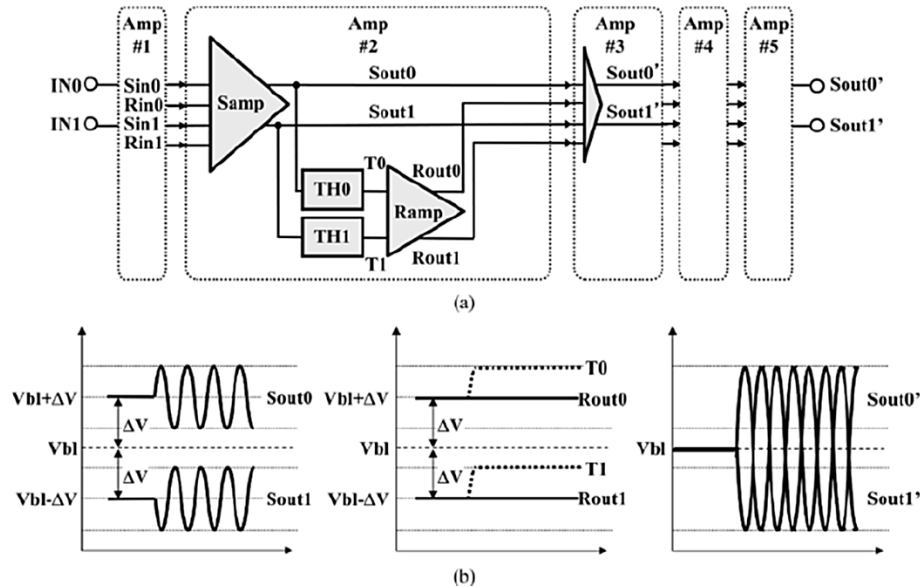 Amp #1
Amp #2
Amp #3
Amp #4
Amp #5
IN0
Sin0
Rin0
IN1
Sin1
Rin1
Samp
Sout0
Sout1
Sout0'
Sout1'
Sout0'
Sout1'
TH0
TH1
T0
T1
Ramp
Rout0
Rout1
(a)
Vbl+ΔV
ΔV
Vbl
ΔV
Vbl-ΔV
Sout0
Sout1
Vbl+ΔV
ΔV
Vbl
ΔV
Vbl-ΔV
T0
Rout0
T1
Rout1
Vbl
Sout0'
Sout1'
(b)